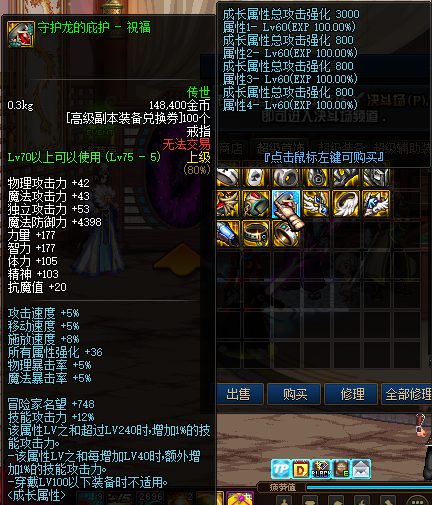 守护龙的庇护 - 祝福
传世
0.3kg 148,400金币
[高级副本装备兑换券]100个
戒指
无法交易
Lv70以上可以使用 (Lv75 - 5) 上级
(80%)
物理攻击力 +42
魔法攻击力 +43
独立攻击力 +53
魔法防御力 +4398
力量 +177
智力 +177
体力 +105
精神 +103
抗魔值 +20
攻击速度 +5%
移动速度 +5%
施放速度 +8%
所有属性强化 +36
物理暴击率 +5%
魔法暴击率 +5%
冒险家名望 +748
技能攻击力 +12%
该属性LV之和超过LV240时,增加1%的技
能攻击力。
-该属性LV之和每增加LV40时,额外增
加1%的技能攻击力。
-穿戴LV100以下装备时不适用。
<成长属性>
成长属性总攻击强化 3000
属性1- Lv60(EXP 100.00%)
成长属性总攻击强化 800
属性2- Lv60(EXP 100.00%)
成长属性总攻击强化 800
属性3- Lv60(EXP 100.00%)
成长属性总攻击强化 800
属性4- Lv60(EXP 100.00%)
『点击鼠标左键可购买』
出售 购买 修理 全部修理
TP
疲劳值